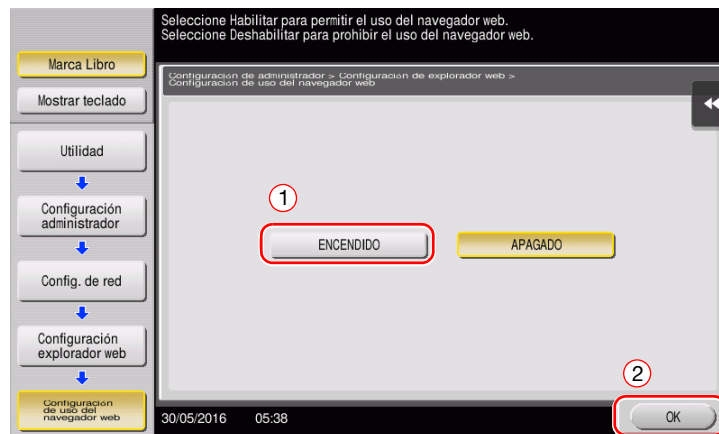 Seleccione Habilitar para permitir el uso del navegador web.
Seleccione Deshabilitar para prohibir el uso del navegador web.
Marca Libro
Mostrar teclado
Configuración de administrador > Configuración de explorador web >
Configuración de uso del navegador web
Utilidad
Configuración
administrador
Config. de red
Configuración
explorador web
Configuración
de uso del
navegador web
1
ENCENDIDO
APAGADO
2
30/05/2016 05:38
OK